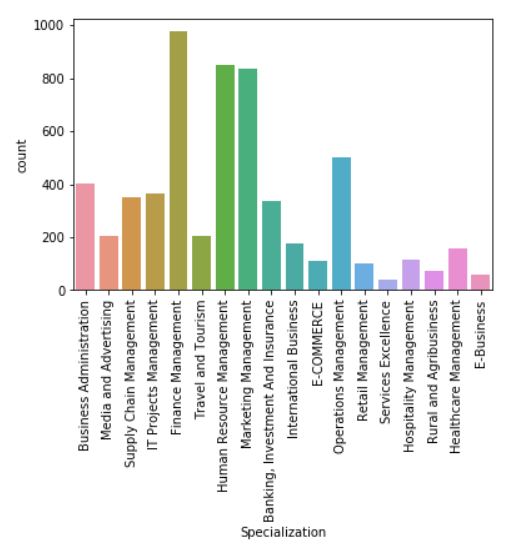 1000
800
600
400
200
0
count
Business Administration
Media and Advertising
Supply Chain Management
IT Projects Management
Finance Management
Travel and Tourism
Human Resource Management
Marketing Management
Banking, Investment And Insurance
International Business
E-COMMERCE
Operations Management
Retail Management
Services Excellence
Hospitality Management
Rural and Agribusiness
Healthcare Management
E-Business
Specialization